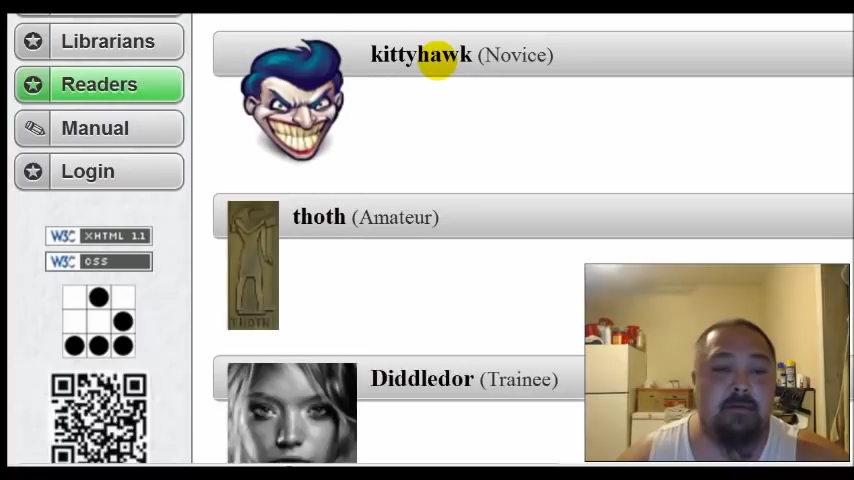 Librarians
Readers
Manual
Login
W3C XHTML 1.1
W3C CSS
kittyhawk (Novice)
thoth (Amateur)
THOTH
Diddledor (Trainee)